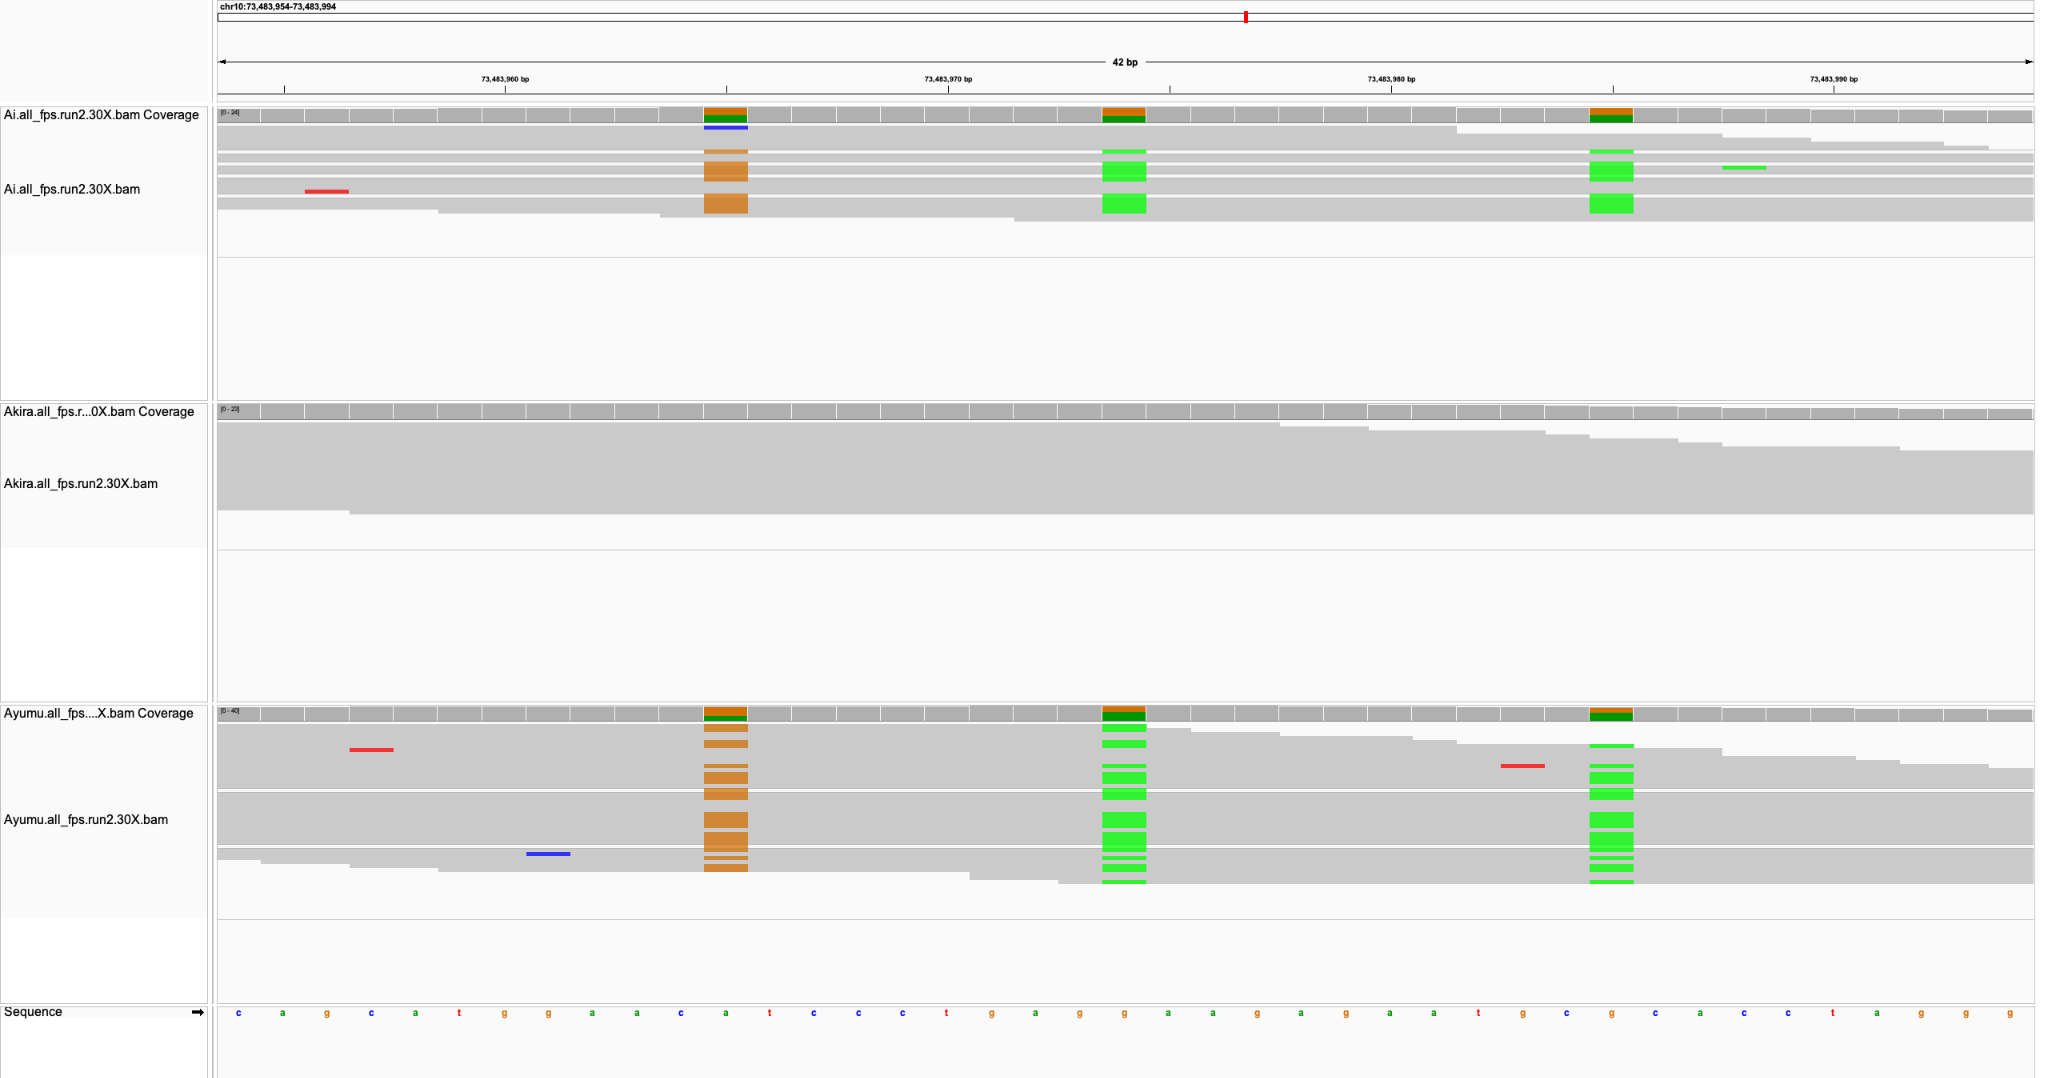 chr10:73,483,954-73,483,994
42 bp
73,483,960 bp 73,483,970 bp 73,483,980 bp 73,483,990 bp
Ai.all_fps.run2.30X.bam Coverage
[0 - 24]
Ai.all_fps.run2.30X.bam
Akira.all_fps.r...0X.bam Coverage
[0 - 23]
Akira.all_fps.run2.30X.bam
Ayumu.all_fps....X.bam Coverage
[0 - 40]
Ayumu.all_fps.run2.30X.bam
Sequence
c a g c a t g g a a c a t c c c t g a g g a a g a g a a t g c g c a c c t a g g g